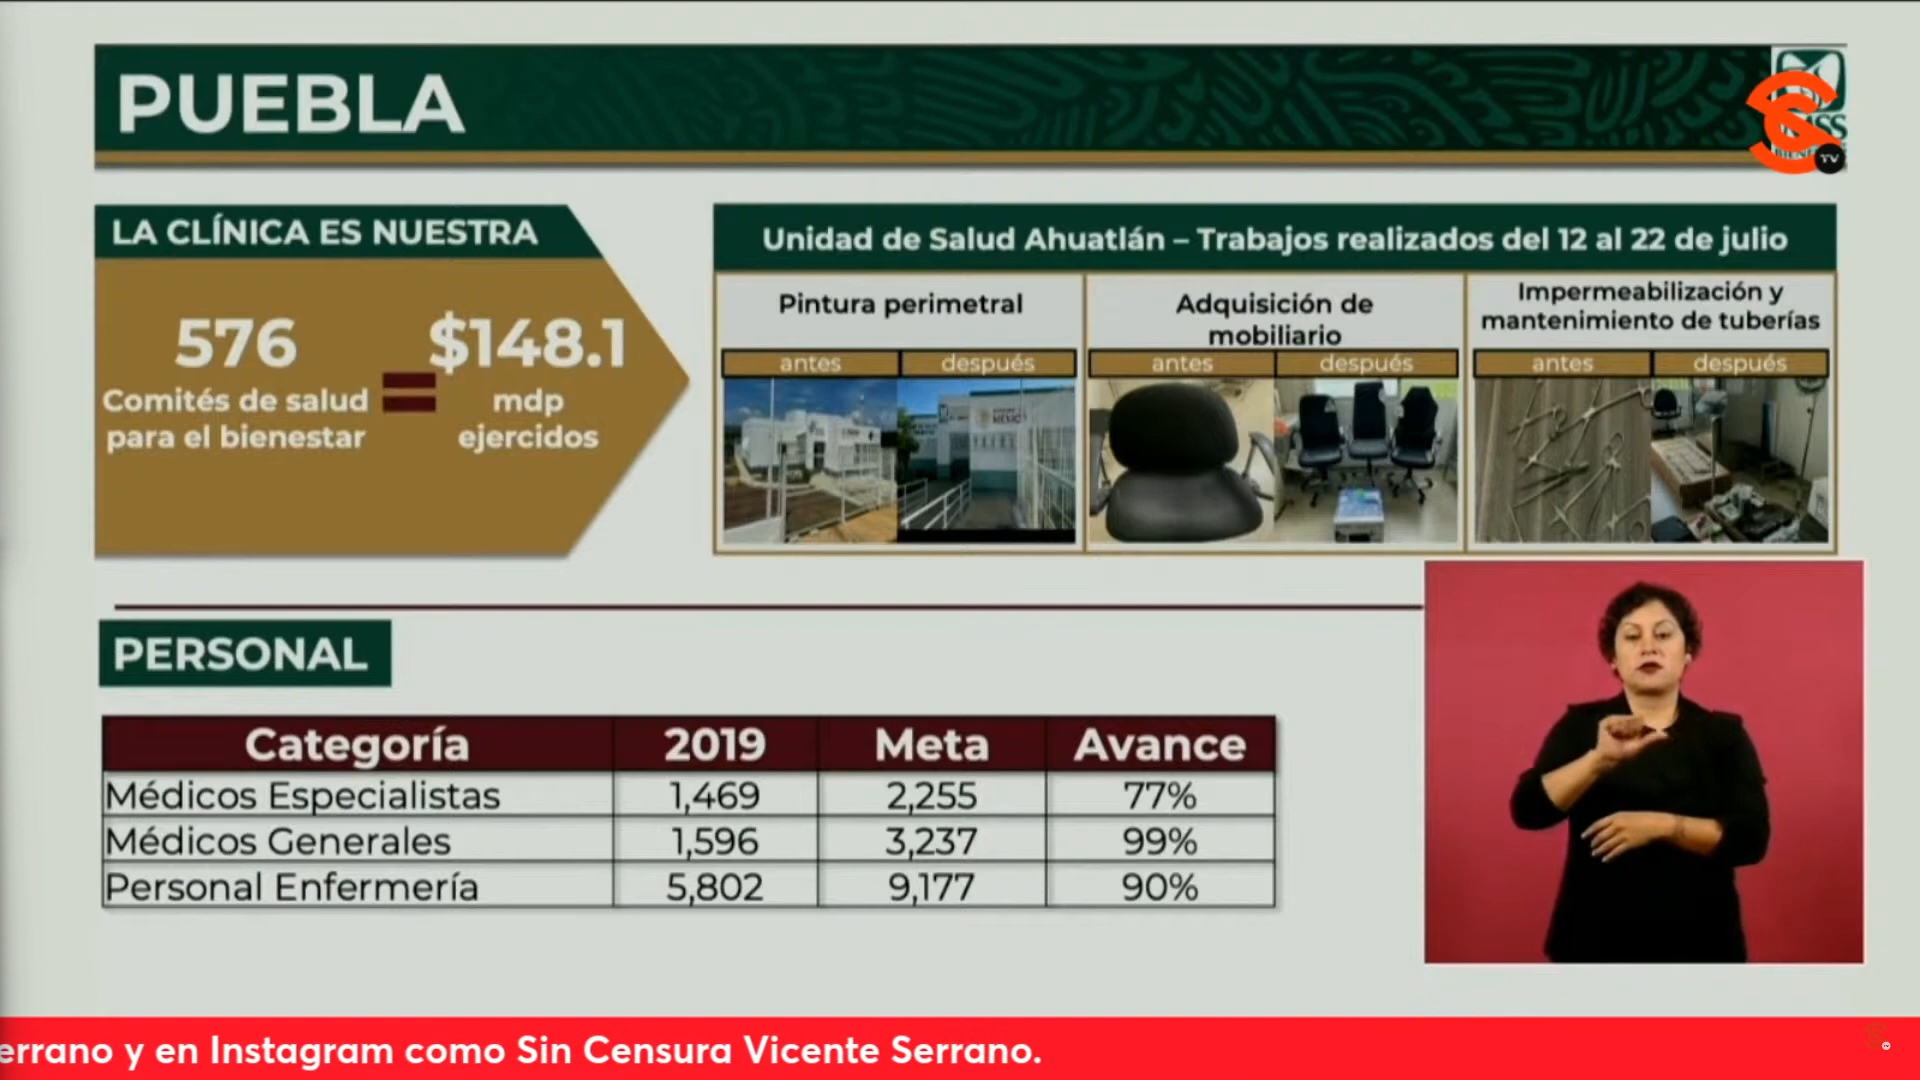 PUEBLA
TV
LA CLÍNICA ES NUESTRA
576
Comités de salud
para el bienestar
=
$148.1
mdp
ejercidos
Unidad de Salud Ahuatlán – Trabajos realizados del 12 al 22 de julio
Pintura perimetral
antes después
Adquisición de
mobiliario
antes después
Impermeabilización y
mantenimiento de tuberías
antes después
PERSONAL
Categoría 2019 Meta Avance
Médicos Especialistas 1,469 2,255 77%
Médicos Generales 1,596 3,237 99%
Personal Enfermería 5,802 9,177 90%
errano y en Instagram como Sin Censura Vicente Serrano.